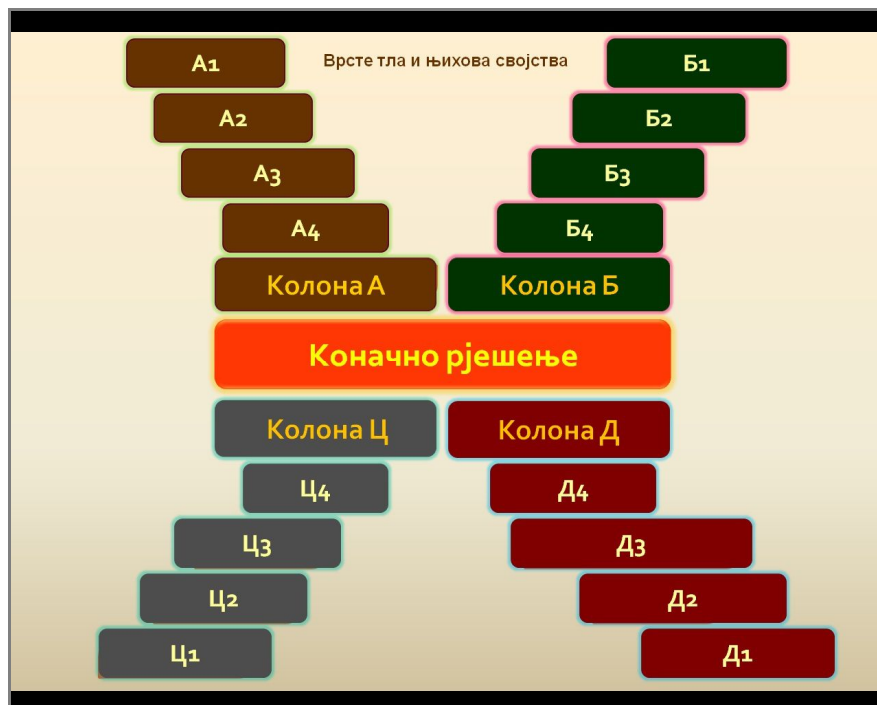 А1
Врсте тла и њихова својства
Б1
А2
Б2
А3
Б3
А4
Б4
Колона А
Колона Б
Коначно рјешење
Колона Ц
Колона Д
Ц4
Д4
Ц3
Д3
Ц2
Д2
Ц1
Д1